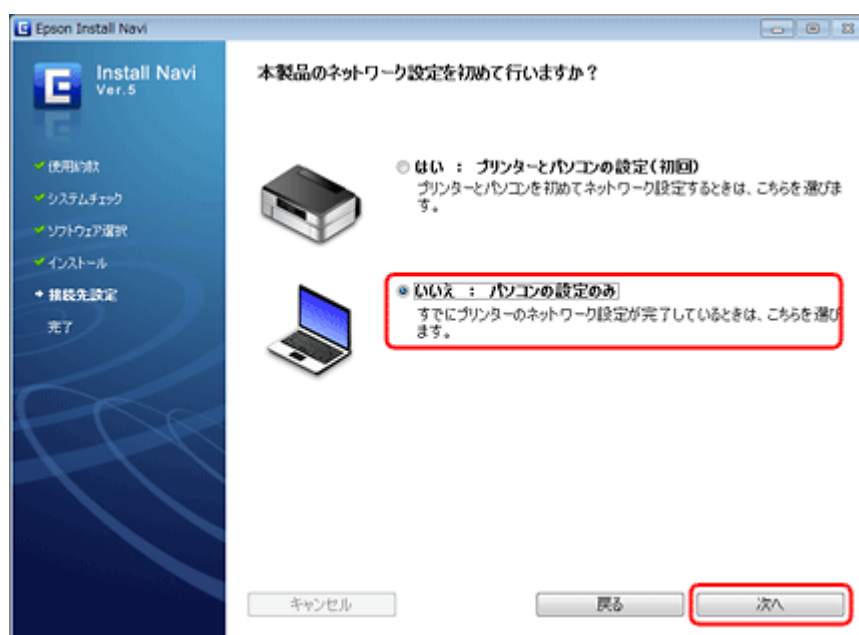 Epson Install Navi
Install Navi
Ver.5
使用約款
システムチェック
ソフトウェア選択
インストール
接続先設定
完了
本製品のネットワーク設定を初めて行いますか？
はい ： プリンターとパソコンの設定(初回)
プリンターとパソコンを初めてネットワーク設定するときは、こちらを選びま
す。
いいえ ： パソコンの設定のみ
すでにプリンターのネットワーク設定が完了しているときは、こちらを選び
ます。
キャンセル
戻る
次へ